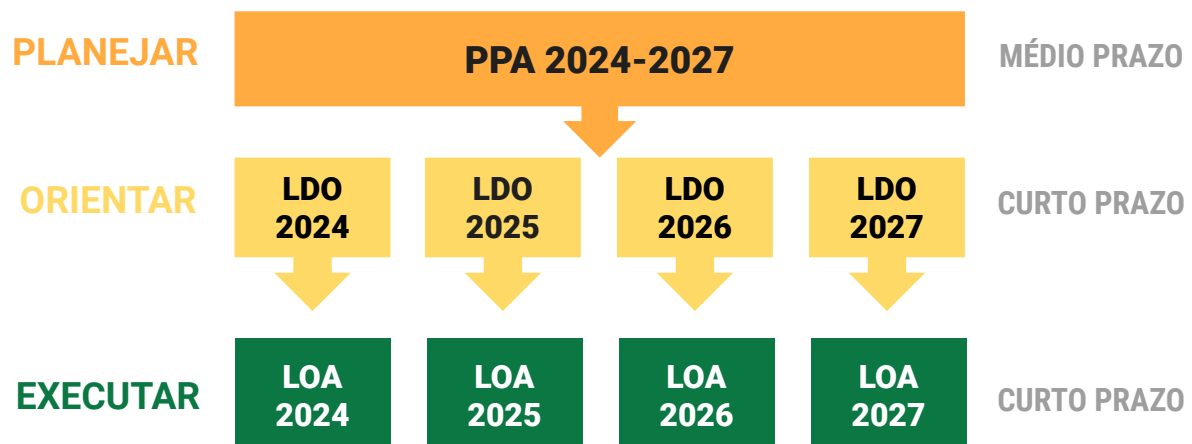 PLANEJAR
PPA 2024-2027
MÉDIO PRAZO
ORIENTAR
LDO
2024
LDO
2025
LDO
2026
LDO
2027
CURTO PRAZO
EXECUTAR
LOA
2024
LOA
2025
LOA
2026
LOA
2027
CURTO PRAZO